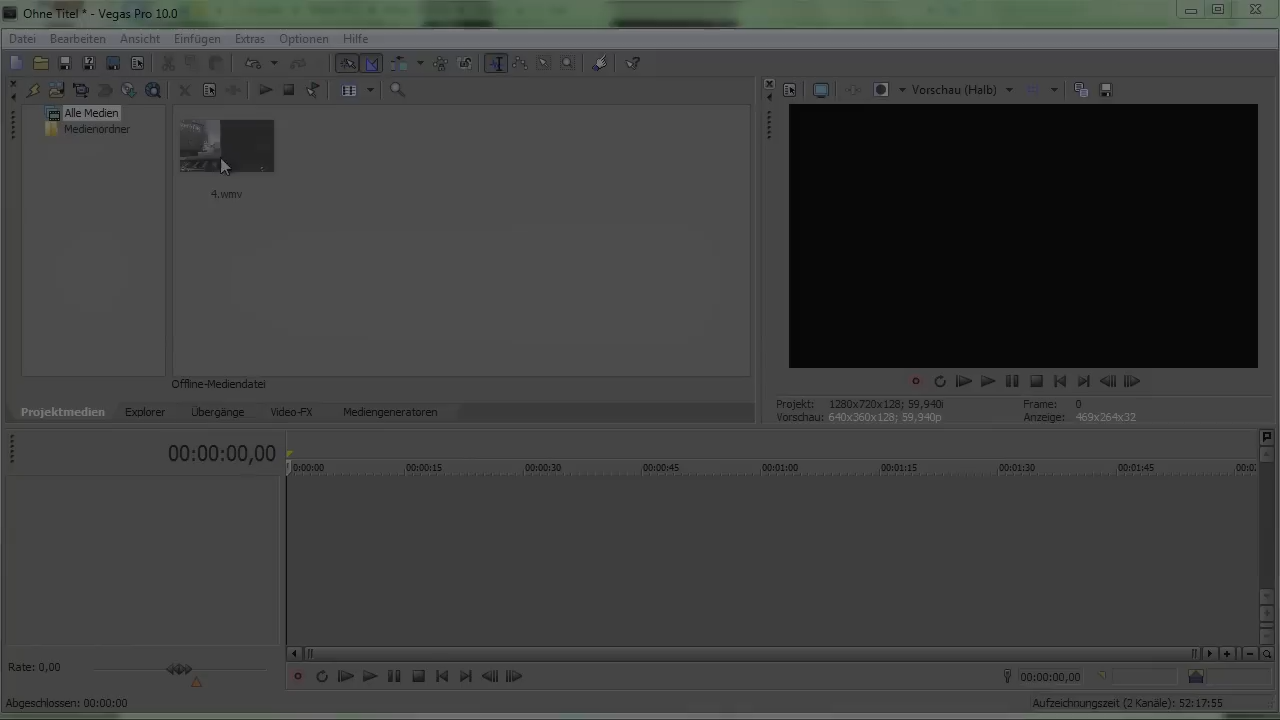 Ohne Titel * - Vegas Pro 10.0
Datei Bearbeiten Ansicht Einfügen Extras Optionen Hilfe
Vorschau (Halb)
Alle Medien
Medienordner
4.wmv
Offline-Mediendatei
Projektmedien Explorer Übergänge Video-FX Mediengeneratoren
Projekt: 1280x720x128; 59,940i Frame: 0
Vorschau: 640x360x128; 59,940p Anzeige: 469x264x32
00:00:00,00
0:00:00 00:00:15 00:00:30 00:00:45 00:01:00 00:01:15 00:01:30 00:01:45 00:0
Rate: 0,00
00:00:00,00
Abgeschlossen: 00:00:00
Aufzeichnungszeit (2 Kanäle): 52:17:55